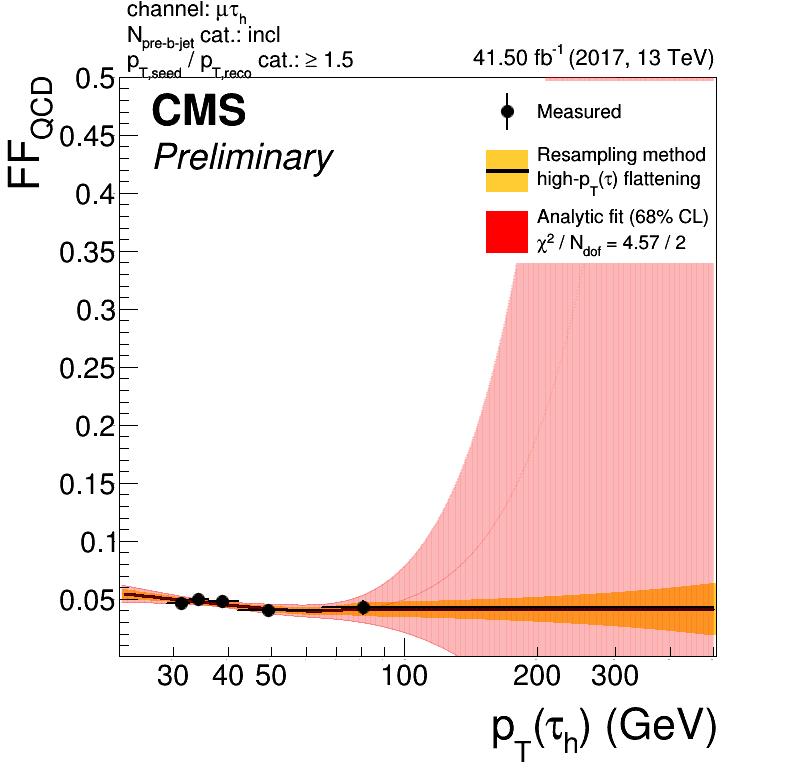 channel: μτh
Npre-b-jet cat.: incl
pT,seed / pT,reco cat.: ≥ 1.5
41.50 fb-1 (2017, 13 TeV)
CMS
Preliminary
Measured
Resampling method
high-pT(τ) flattening
Analytic fit (68% CL)
χ2 / Ndof = 4.57 / 2
FFQCD
0.5
0.45
0.4
0.35
0.3
0.25
0.2
0.15
0.1
0.05
30 40 50 100 200 300
pT(τh) (GeV)